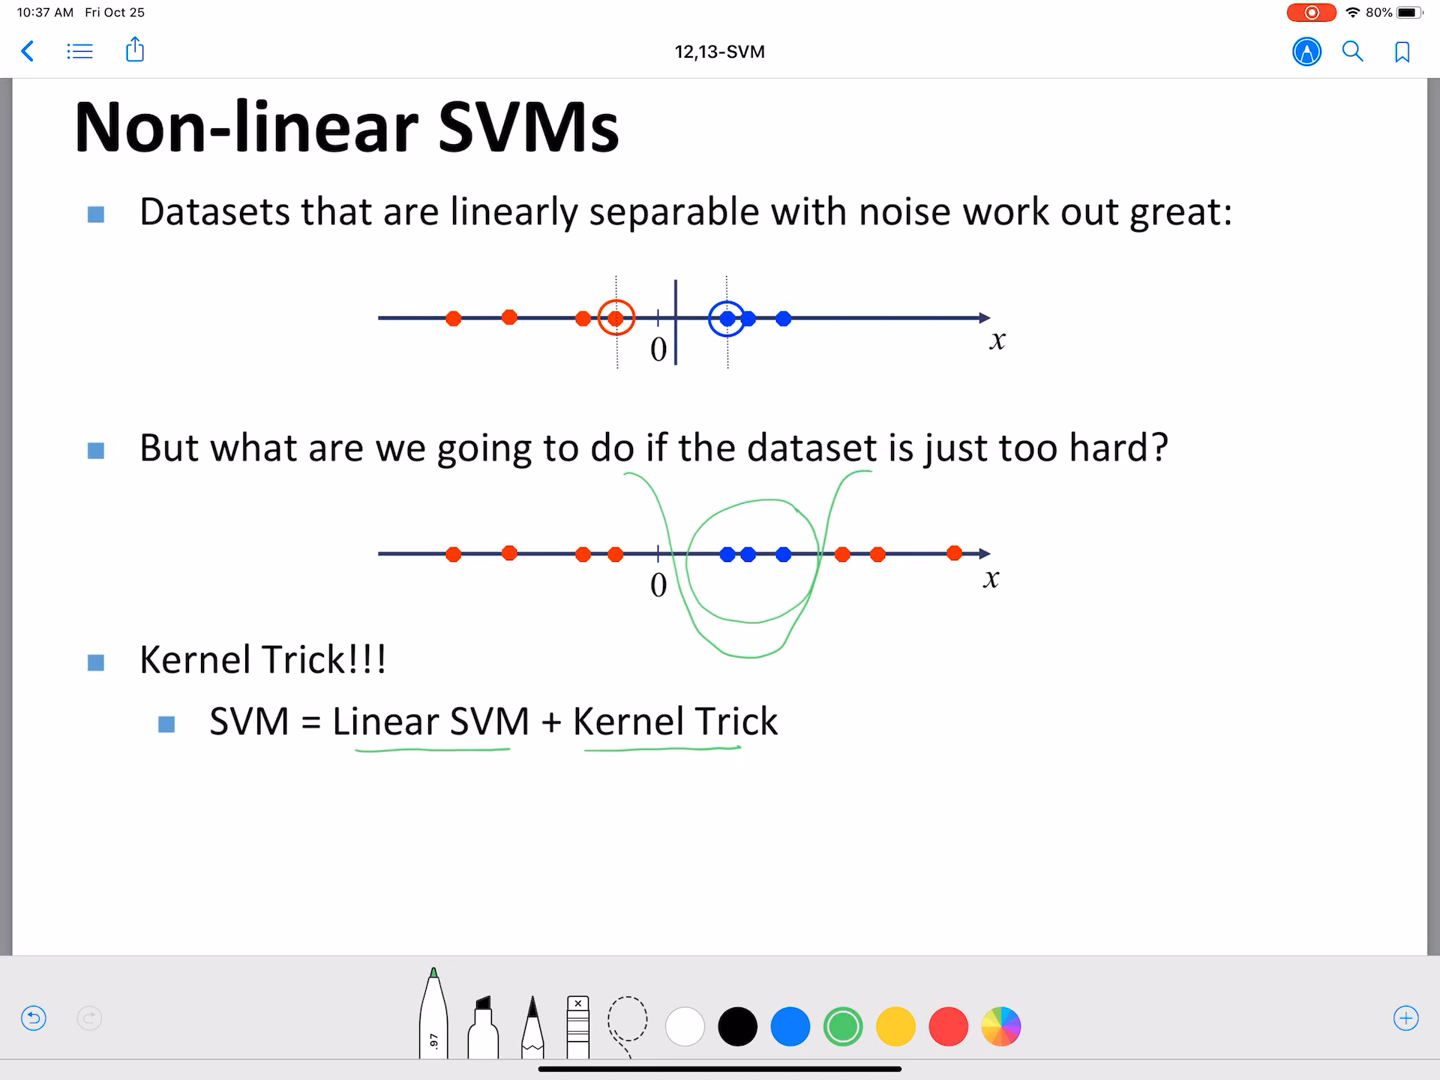 10:37 AM Fri Oct 25
80%
12,13-SVM
Non-linear SVMs
Datasets that are linearly separable with noise work out great:
0
x
But what are we going to do if the dataset is just too hard?
0
x
Kernel Trick!!!
SVM = Linear SVM + Kernel Trick
.97